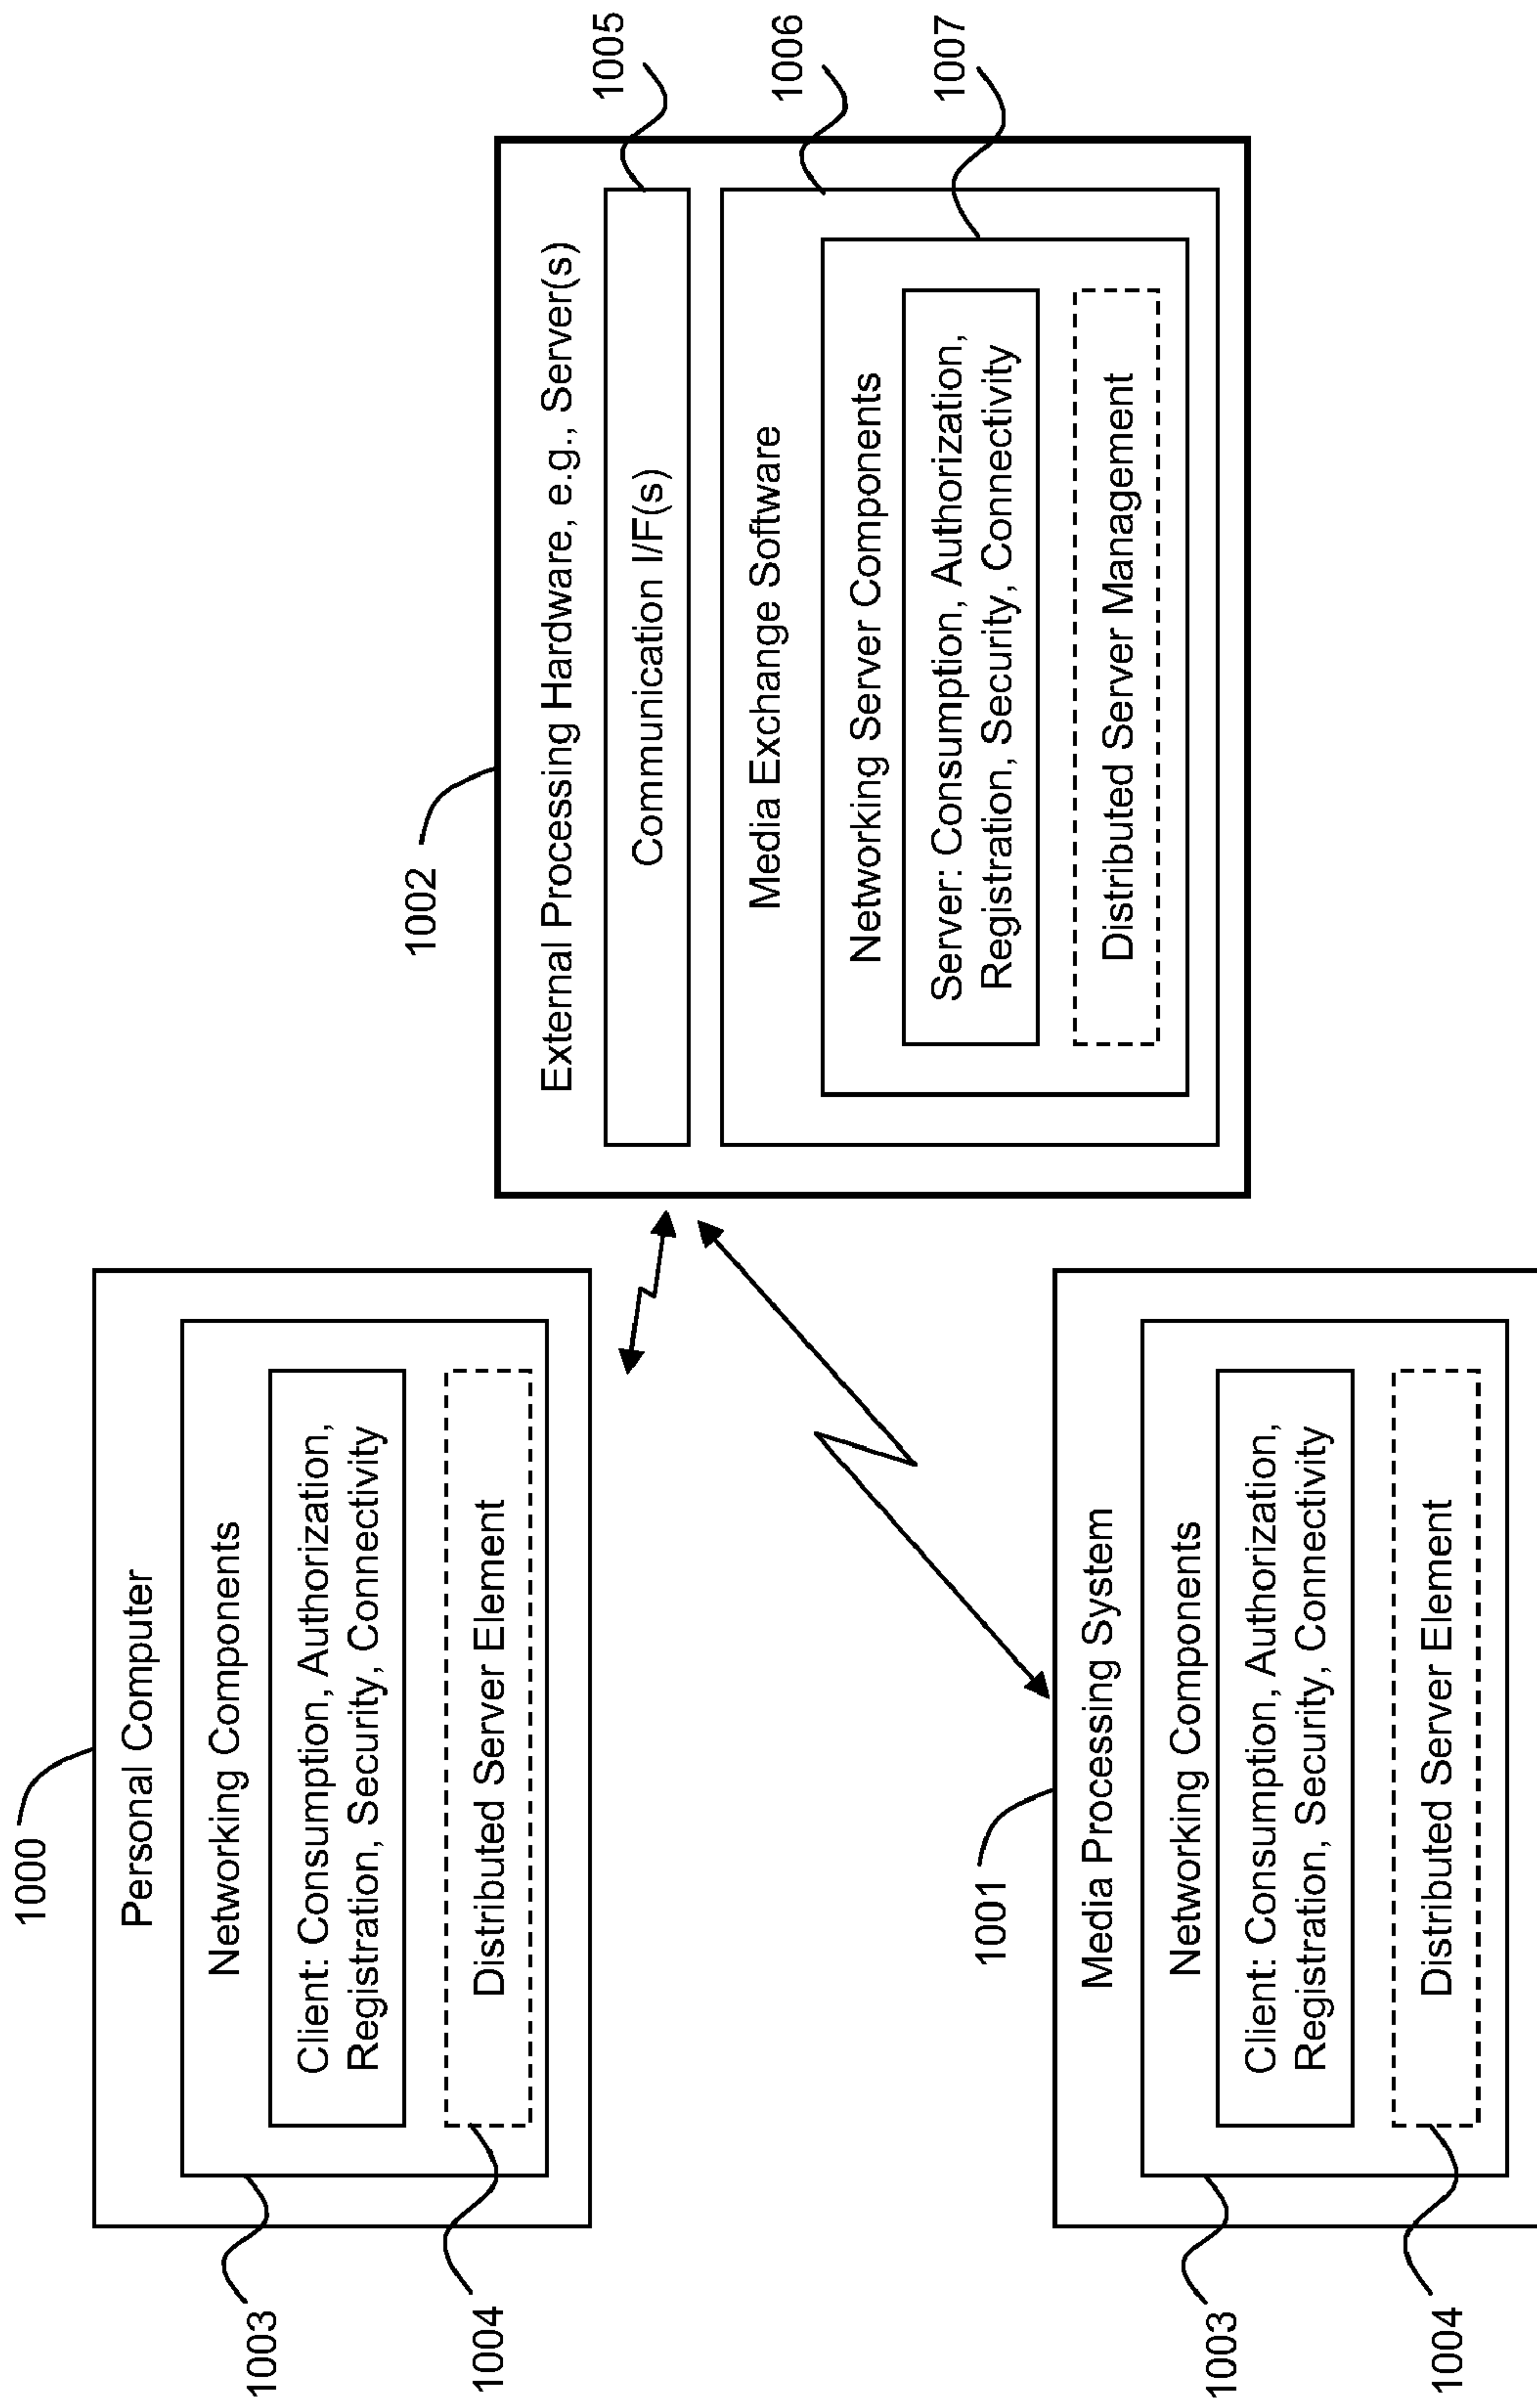 1000
Personal Computer
Networking Components
Client: Consumption, Authorization,
Registration, Security, Connectivity
Distributed Server Element
1003
1004
1001
Media Processing System
Networking Components
Client: Consumption, Authorization,
Registration, Security, Connectivity
Distributed Server Element
1003
1004
1002
External Processing Hardware, e.g., Server(s)
Communication I/F(s)
Media Exchange Software
Networking Server Components
Server: Consumption, Authorization,
Registration, Security, Connectivity
Distributed Server Management
1005
1006
1007